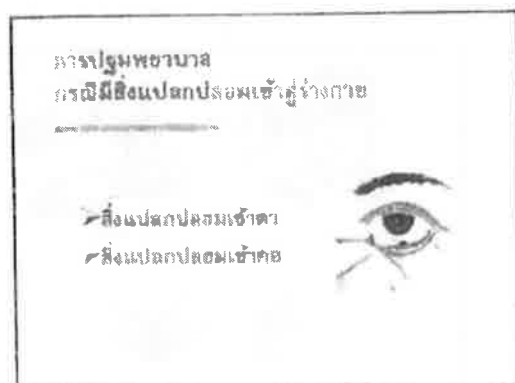 การปฐมพยาบาล
กรณีมีสิ่งแปลกปลอมเข้าสู่ร่างกาย
สิ่งแปลกปลอมเข้าตา
สิ่งแปลกปลอมเข้าคอ